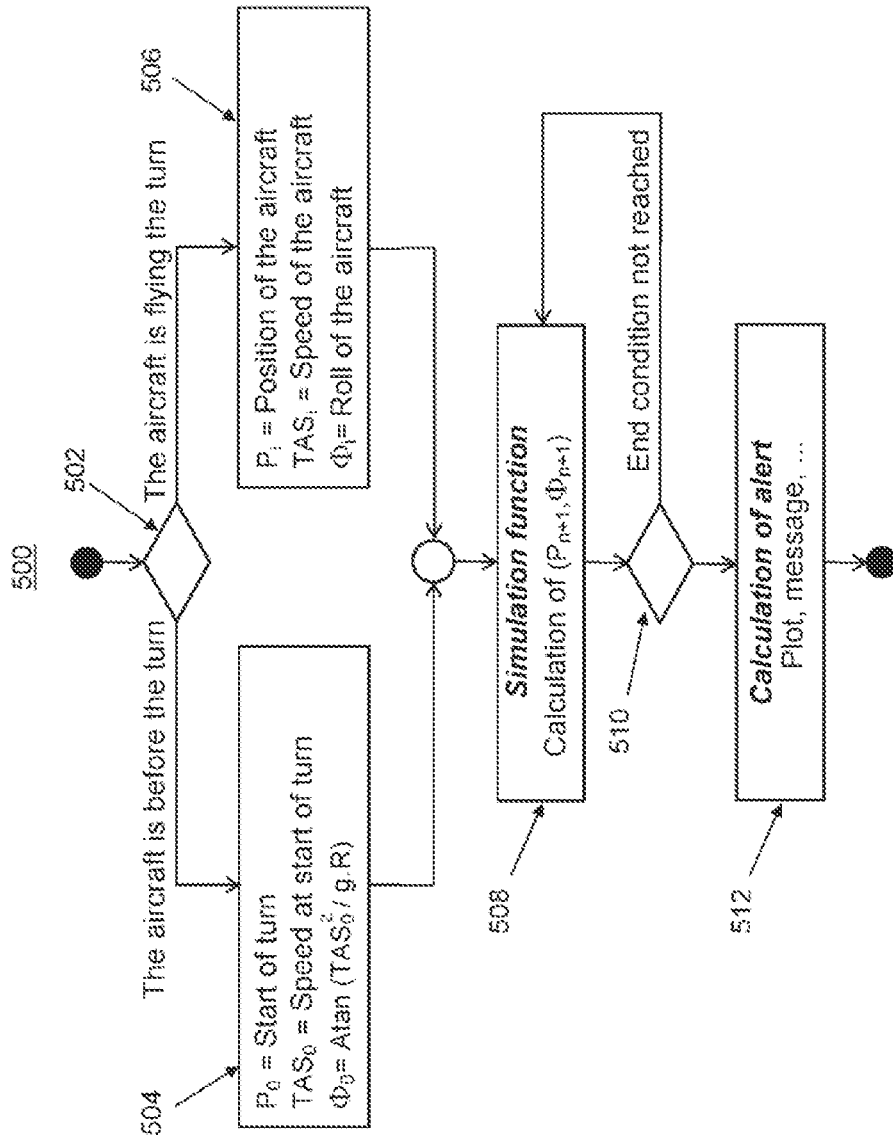 500
502
The aircraft is before the turn
The aircraft is flying the turn
504
P₀ = Start of turn
TAS₀ = Speed at start of turn
Φ₀= Atan (TAS₀² / g.R)
506
Pᵢ = Position of the aircraft
TASᵢ = Speed of the aircraft
Φᵢ= Roll of the aircraft
508
Simulation function
Calculation of (Pₙ₊₁, Φₙ₊₁)
510
End condition not reached
512
Calculation of alert
Plot, message, ...